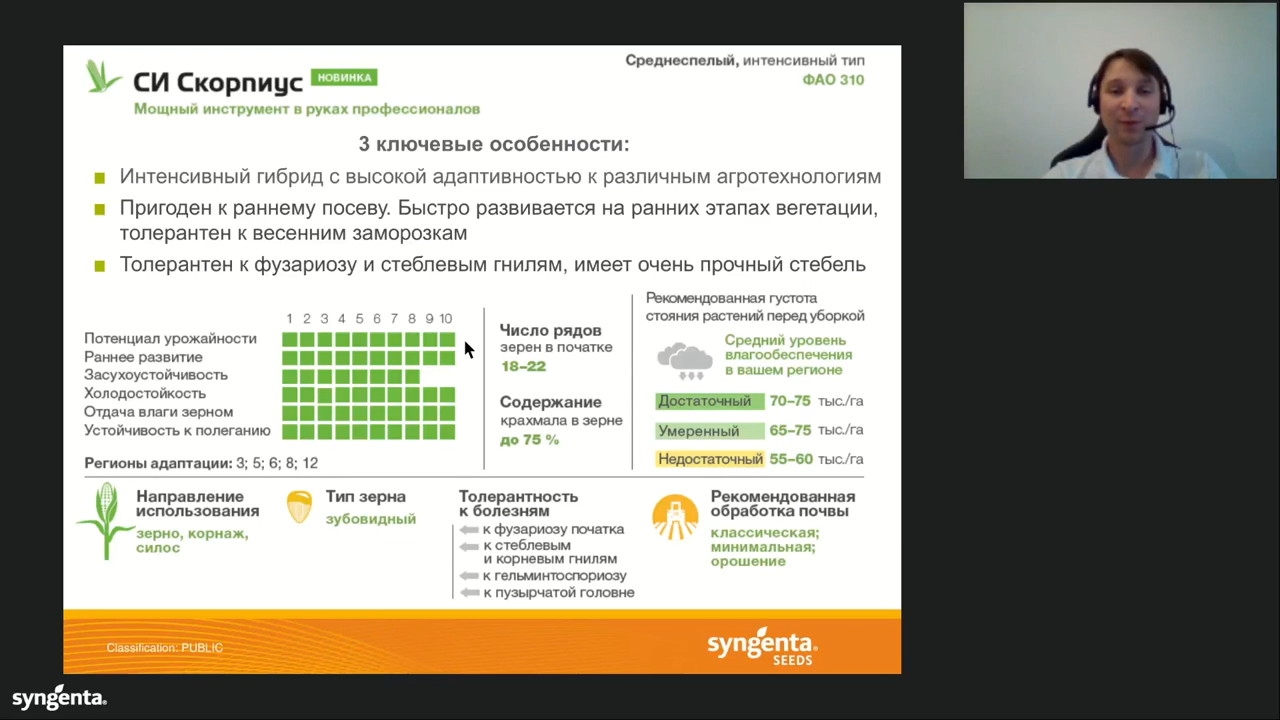 СИ Скорпиус
НОВИНКА
Мощный инструмент в руках профессионалов
Среднеспелый, интенсивный тип
ФАО 310
3 ключевые особенности:
Интенсивный гибрид с высокой адаптивностью к различным агротехнологиям
Пригоден к раннему посеву. Быстро развивается на ранних этапах вегетации,
толерантен к весенним заморозкам
Толерантен к фузариозу и стеблевым гнилям, имеет очень прочный стебель
1 2 3 4 5 6 7 8 9 10
Потенциал урожайности
Раннее развитие
Засухоустойчивость
Холодостойкость
Отдача влаги зерном
Устойчивость к полеганию
Регионы адаптации: 3; 5; 6; 8; 12
Число рядов
зерен в початке
18–22
Содержание
крахмала в зерне
до 75 %
Рекомендованная густота
стояния растений перед уборкой
Средний уровень
влагообеспечения
в вашем регионе
Достаточный 70–75 тыс./га
Умеренный 65–75 тыс./га
Недостаточный 55–60 тыс./га
Направление
использования
зерно, корнаж,
силос
Тип зерна
зубовидный
Толерантность
к болезням
к фузариозу початка
к стеблевым
и корневым гнилям
к гельминтоспориозу
к пузырчатой головне
Рекомендованная
обработка почвы
классическая;
минимальная;
орошение
Classification: PUBLIC
syngenta
SEEDS
syngenta